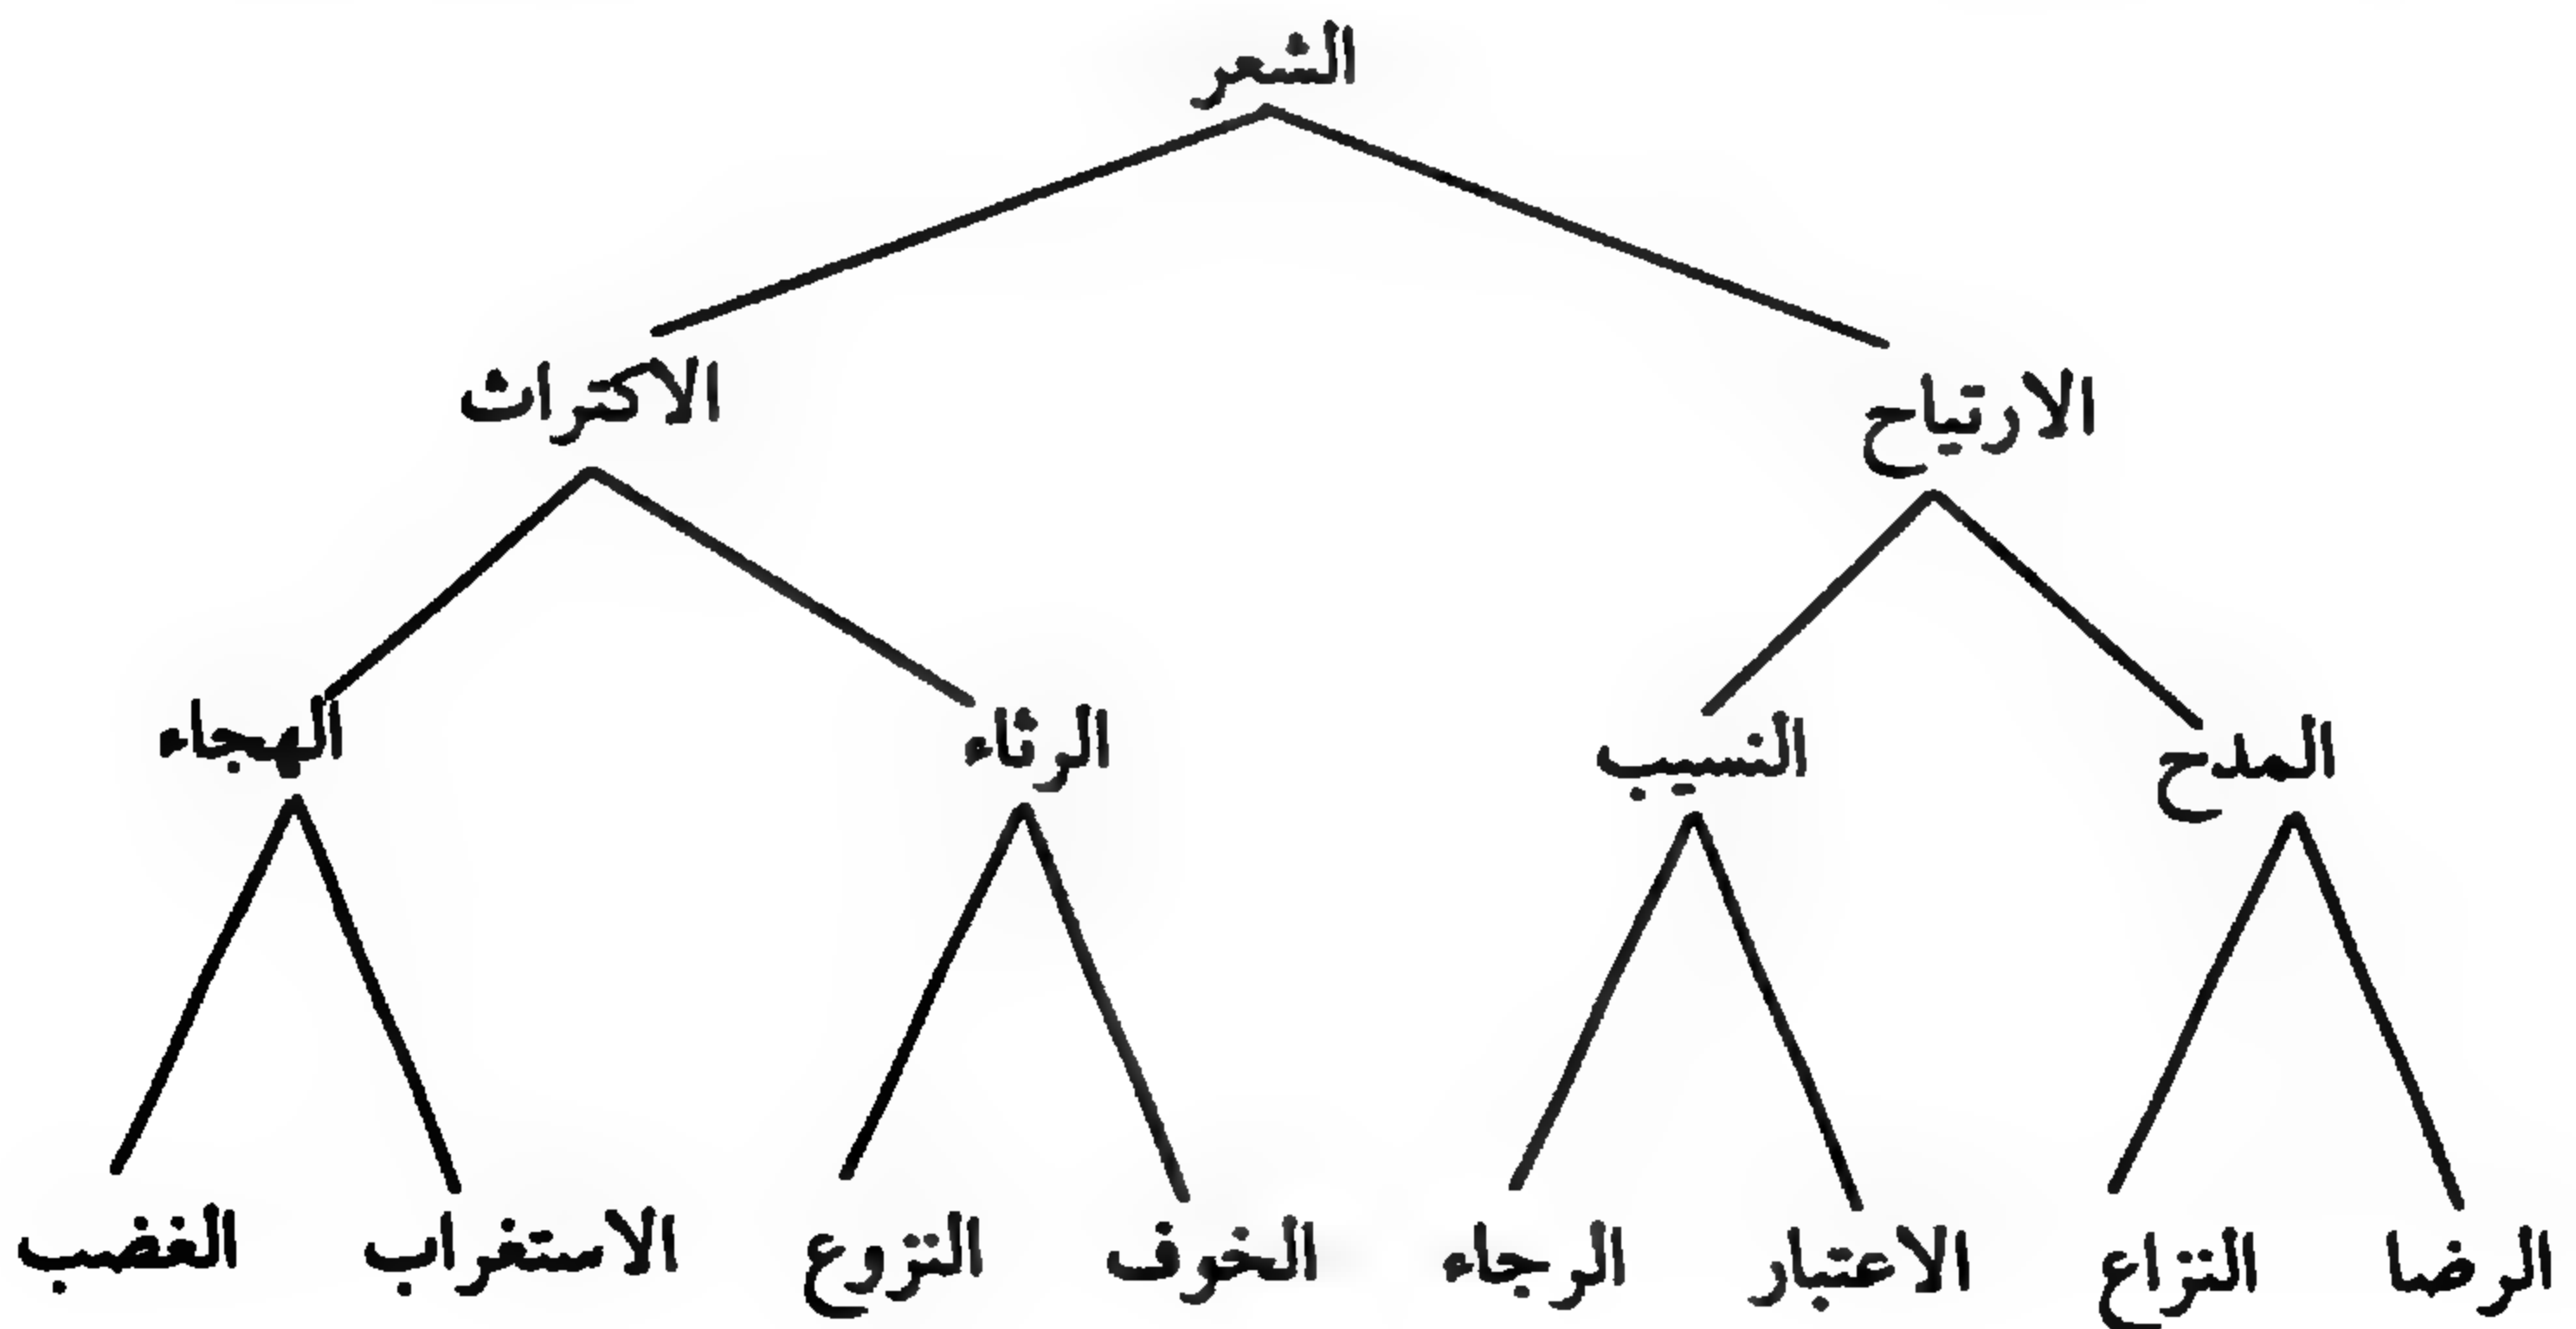 الشعر
الارتياح الاكتراث
المدح النسيب الرثاء الهجاء
الرضا النزاع الاعتبار الرجاء الخوف النزوع الاستغراب الغضب